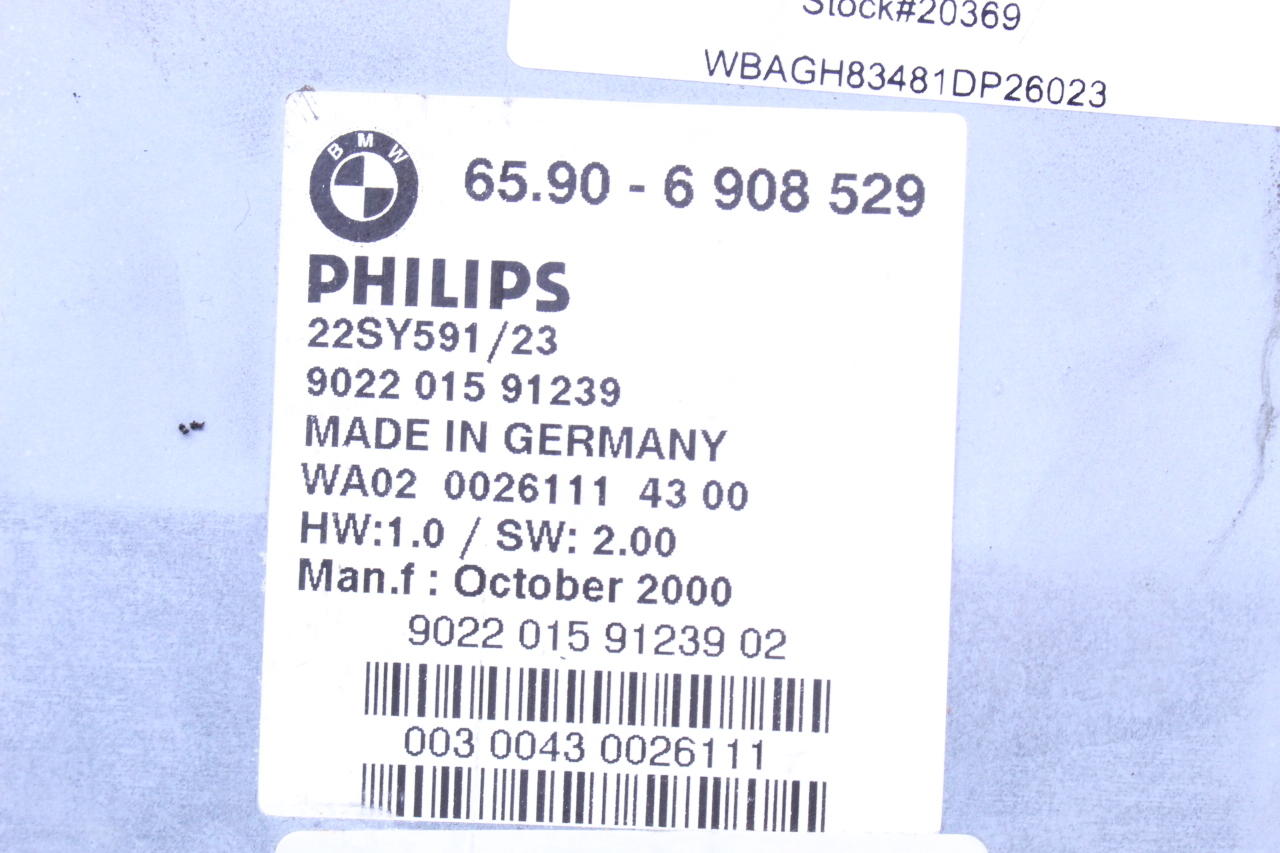 Stock#20369
WBAGH83481DP26023
BMW
65.90 - 6 908 529
PHILIPS
22SY591/23
9022 015 91239
MADE IN GERMANY
WA02 0026111 43 00
HW:1.0 / SW: 2.00
Man.f : October 2000
9022 015 91239 02
003 0043 0026111